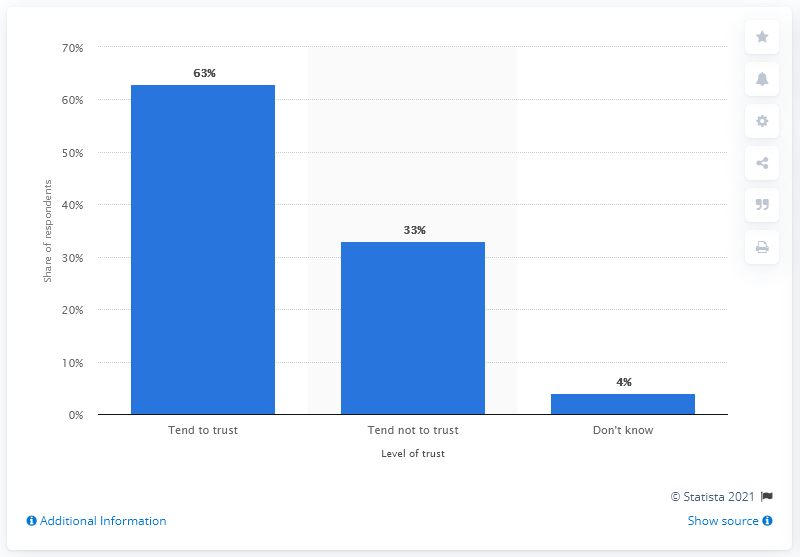 70%
63%
60%
50%
40%
33%
30%
20%
10%
4%
0%
Share of respondents
Tend to trust
Tend not to trust
Don't know
Level of trust
© Statista 2021
Additional Information
Show source